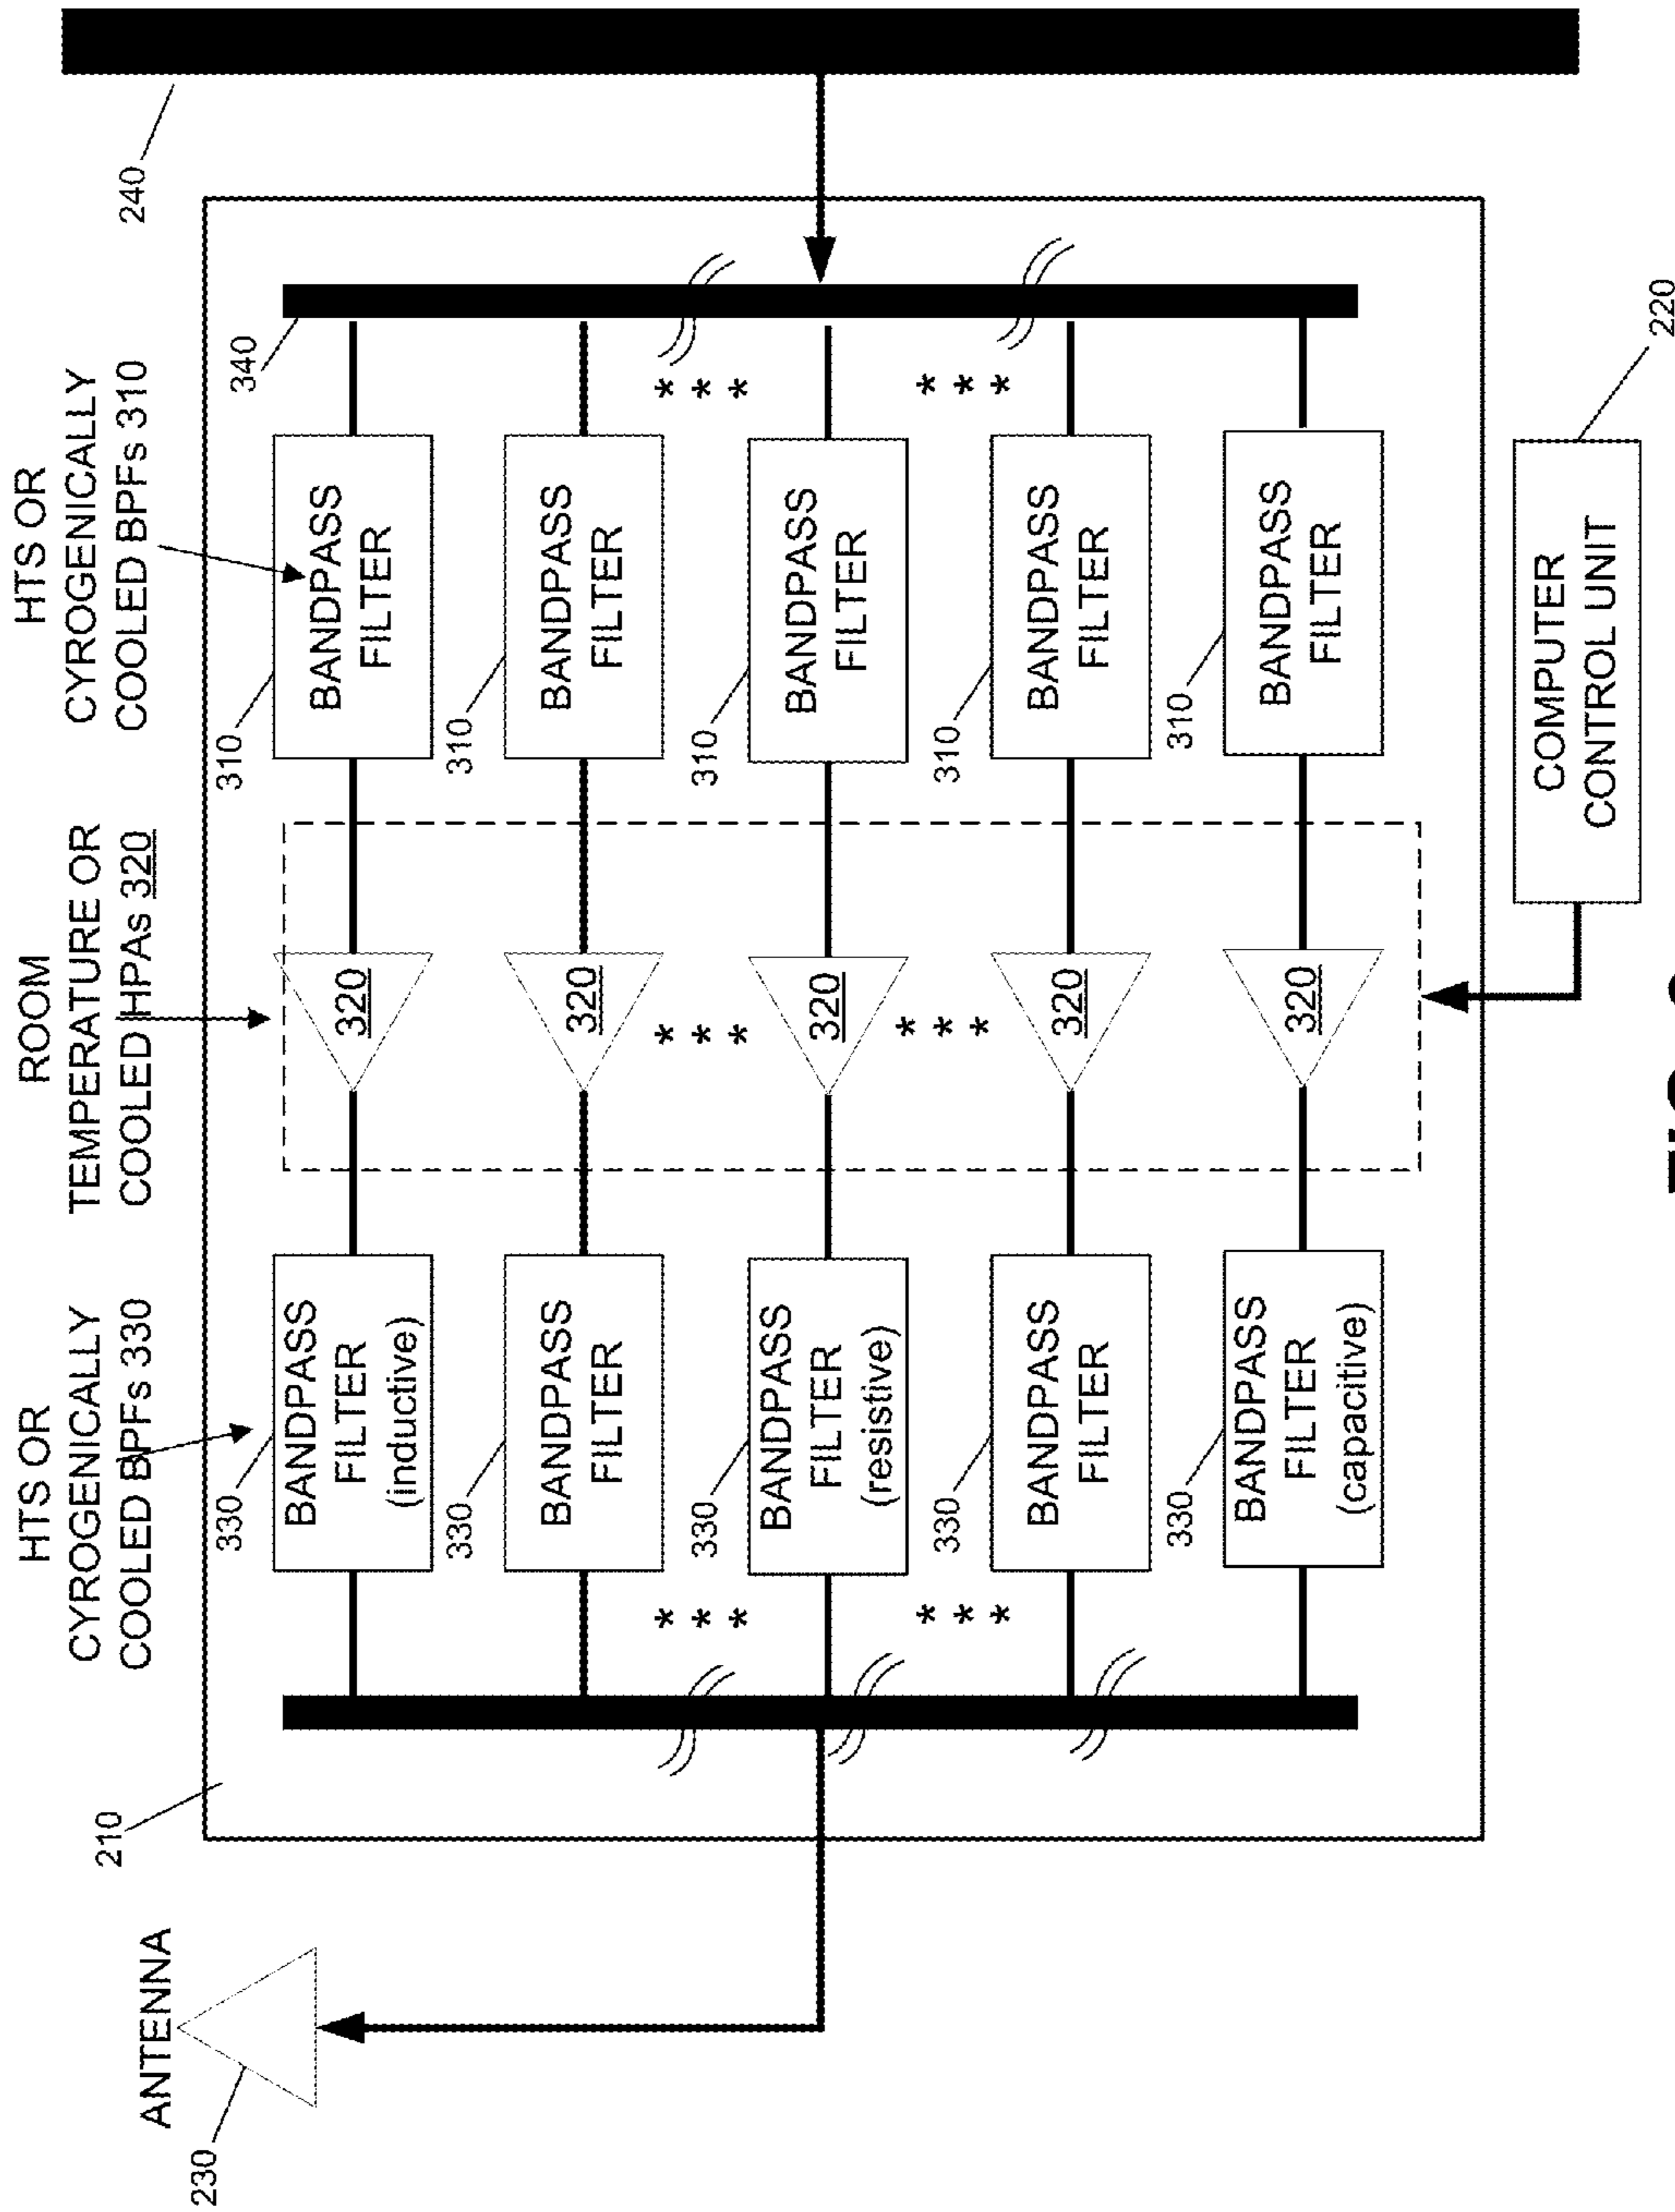 HTS OR
CYROGENICALLY
COOLED BPFs 330
ROOM
TEMPERATURE OR
COOLED HPAs 320
HTS OR
CYROGENICALLY
COOLED BPFs 310
ANTENNA
230
210
240
340
330
BANDPASS
FILTER
(inductive)
320
310
BANDPASS
FILTER
330
BANDPASS
FILTER
320
310
BANDPASS
FILTER
* * *
* * *
* * *
330
BANDPASS
FILTER
(resistive)
320
310
BANDPASS
FILTER
* * *
* * *
* * *
330
BANDPASS
FILTER
320
310
BANDPASS
FILTER
330
BANDPASS
FILTER
(capacitive)
320
310
BANDPASS
FILTER
COMPUTER
CONTROL UNIT
220